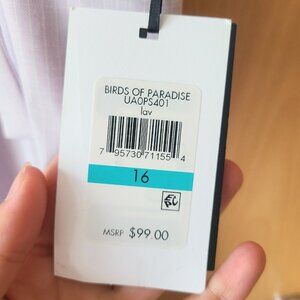 BIRDS OF PARADISE
UA0PS401
lav
7 95730 71155 4
16
MSRP $99.00